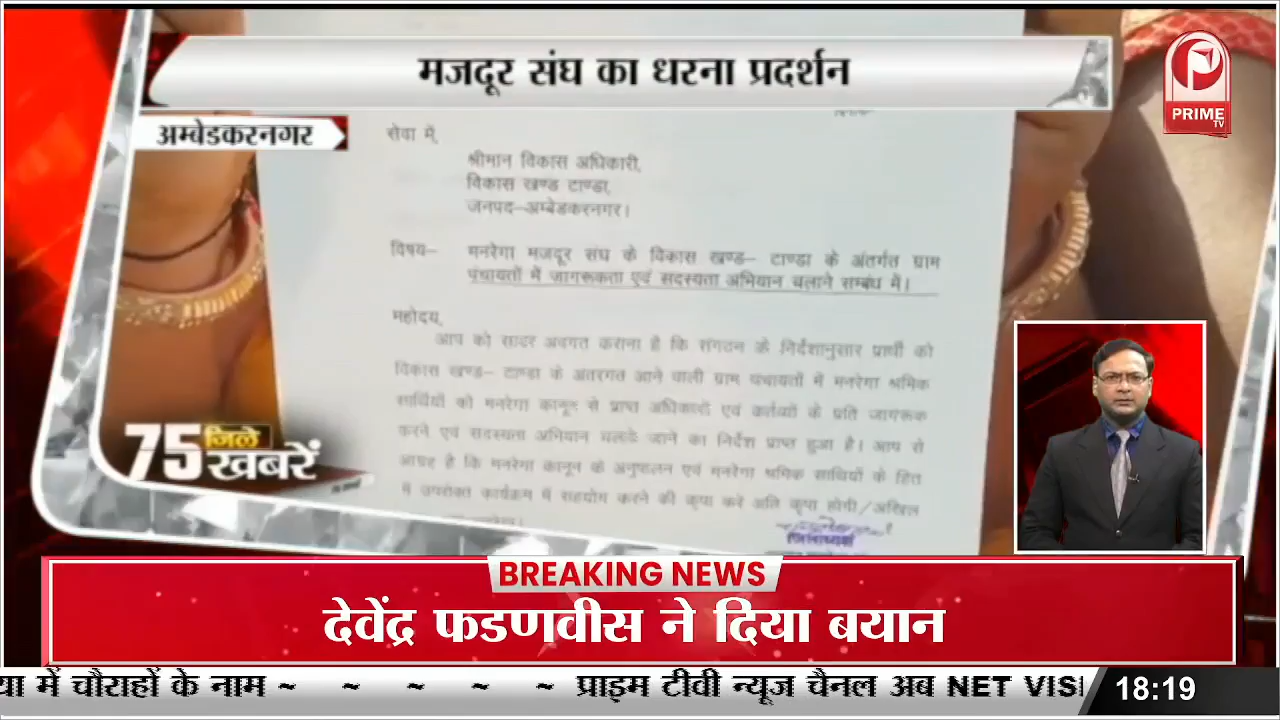 मजदूर संघ का धरना प्रदर्शन
PRIME
TV
अम्बेडकरनगर
सेवा में,
श्रीमान विकास अधिकारी,
विकास खण्ड टाण्डा,
जनपद–अम्बेडकरनगर।
विषय– मनरेगा मजदूर संघ के विकास खण्ड– टाण्डा के अंतर्गत ग्राम
पंचायतों में जागरूकता एवं सदस्यता अभियान चलाने सम्बंध में।
महोदय,
आप को सादर अवगत कराना है कि संगठन के निर्देशानुसार प्रार्थी को
विकास खण्ड– टाण्डा के अंतरगत आने वाली ग्राम पंचायतों में मनरेगा श्रमिक
साथियों को मनरेगा कानून से प्राप्त अधिकारों एवं कर्तव्यों के प्रति जागरूक
करने एवं सदस्यता अभियान चलाये जाने का निर्देश प्राप्त हुआ है। आप से
आग्रह है कि मनरेगा कानून के अनुपालन एवं मनरेगा श्रमिक साथियों के हित
में उपरोक्त कार्यक्रम में सहयोग करने की कृपा करें अति कृपा होगी/अखिल
जिलाध्यक्ष
75 जिले
खबरें
BREAKING NEWS
देवेंद्र फडणवीस ने दिया बयान
या में चौराहों के नाम ~ ~ ~ ~ ~ प्राइम टीवी न्यूज चैनल अब NET VISI
18:19